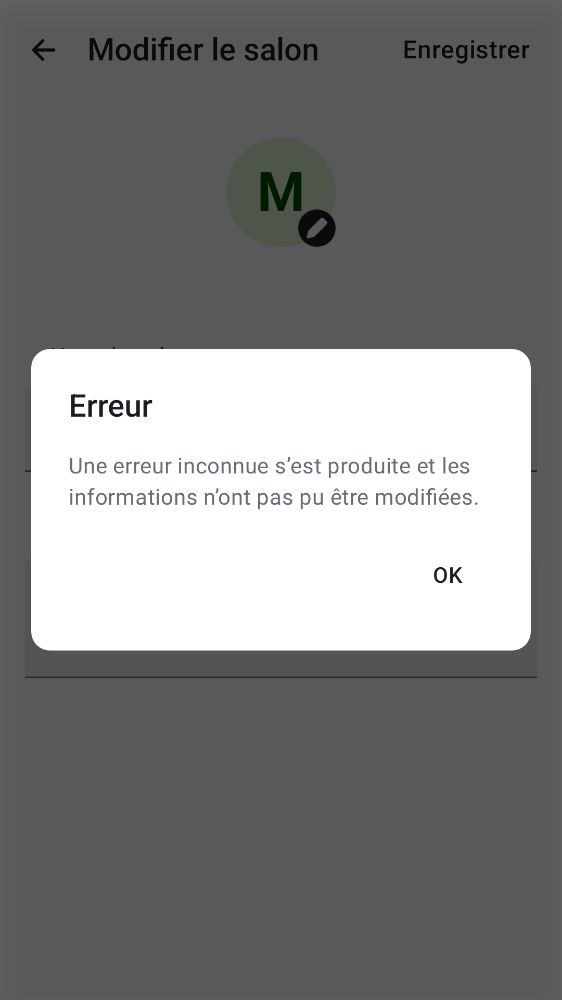 Modifier le salon
Enregistrer
M
Erreur
Une erreur inconnue s’est produite et les
informations n’ont pas pu être modifiées.
OK